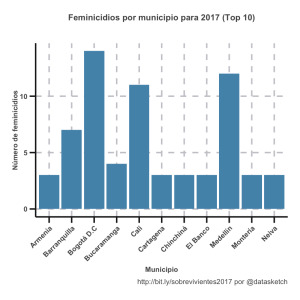 Feminicidios por municipio para 2017 (Top 10)
Número de feminicidios
10
5
0
Armenia
Barranquilla
Bogotá D.C
Bucaramanga
Cali
Cartagena
Chinchiná
El Banco
Medellín
Montería
Neiva
Municipio
http://bit.ly/sobrevivientes2017 por @datasketch